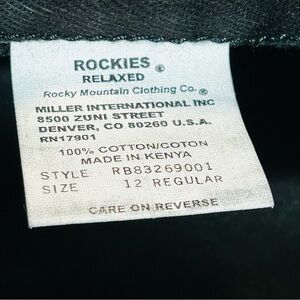 ROCKIES ®
RELAXED
Rocky Mountain Clothing Co.®
MILLER INTERNATIONAL INC
8500 ZUNI STREET
DENVER, CO 80260 U.S.A.
RN17901
100% COTTON/COTON
MADE IN KENYA
STYLE RB83269001
SIZE 12 REGULAR
CARE ON REVERSE